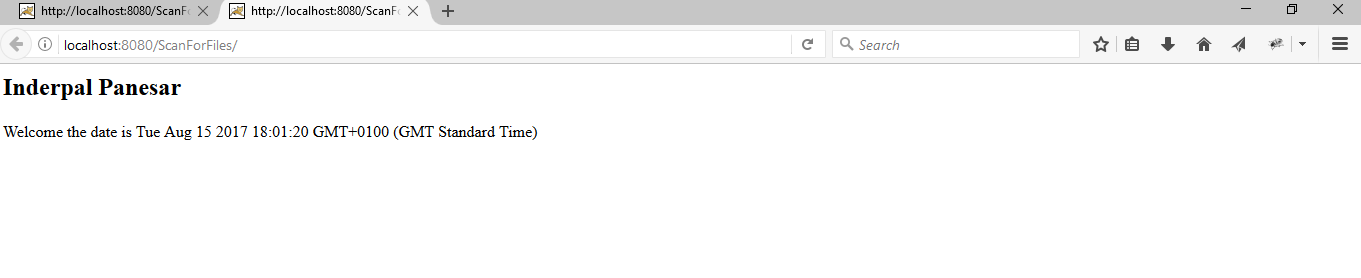 http://localhost:8080/ScanFo
http://localhost:8080/ScanFo
localhost:8080/ScanForFiles/
Search
Inderpal Panesar
Welcome the date is Tue Aug 15 2017 18:01:20 GMT+0100 (GMT Standard Time)